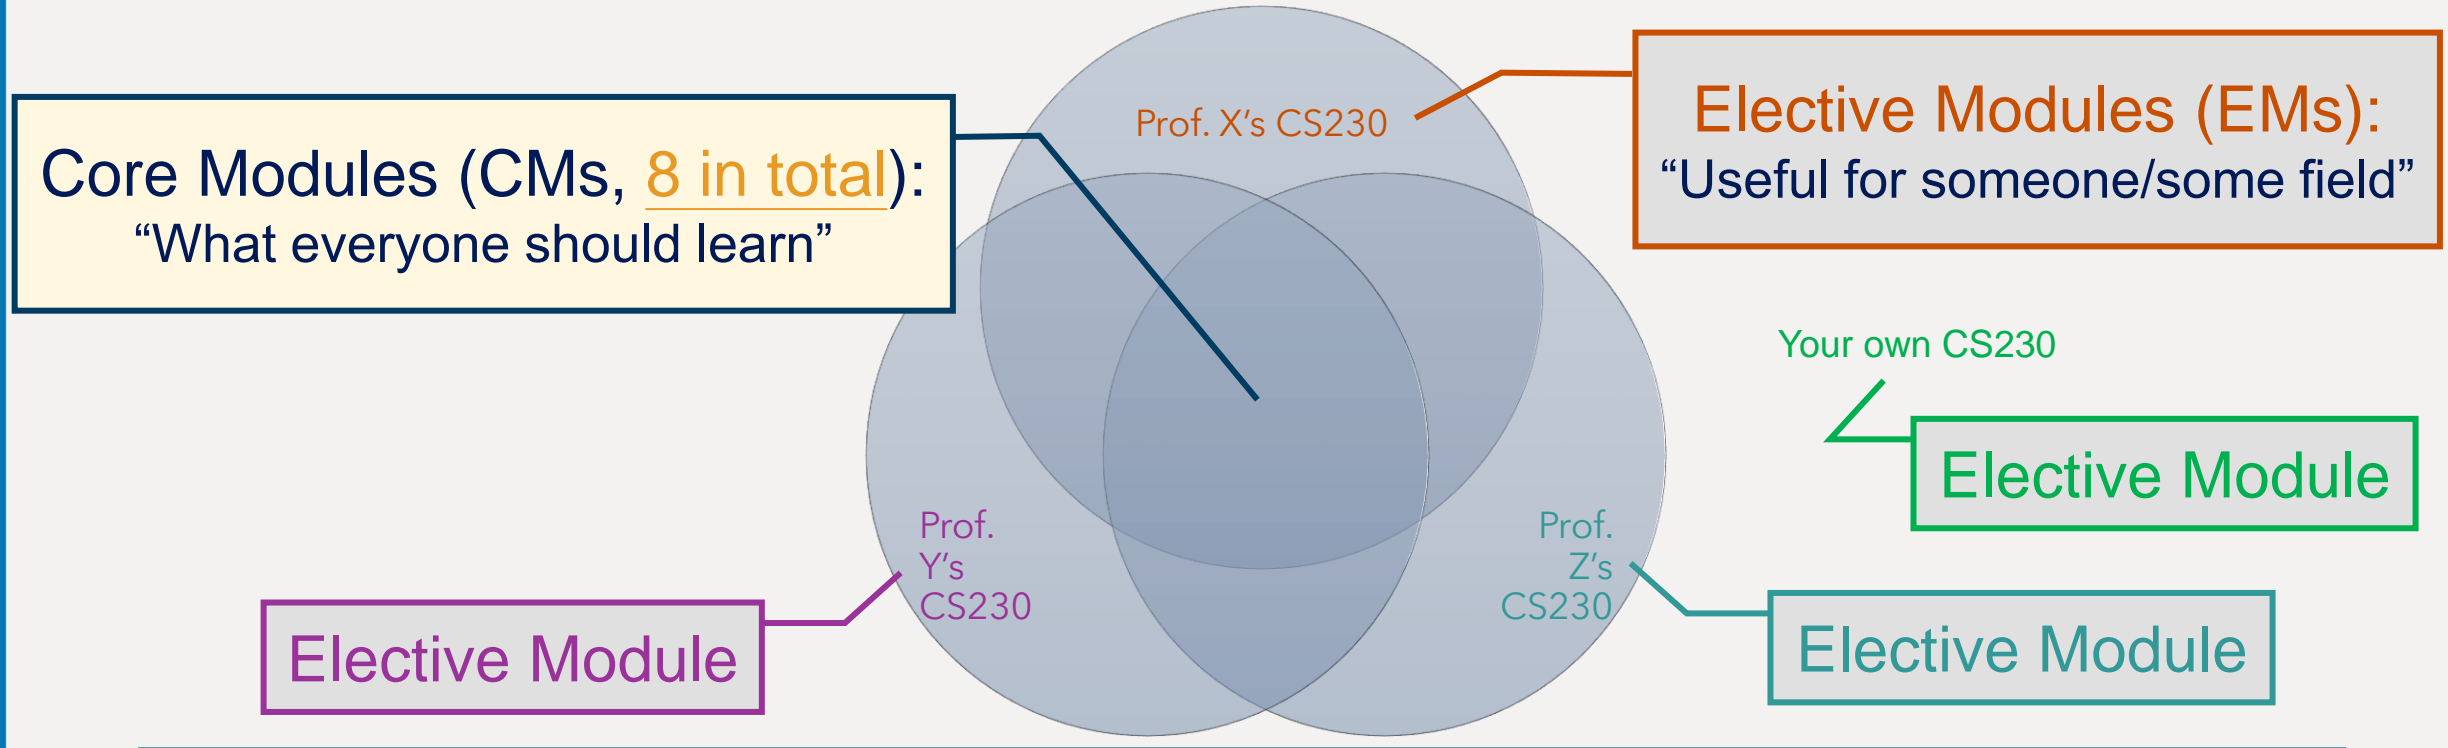 Prof. X’s CS230
Core Modules (CMs, 8 in total):
“What everyone should learn”
Elective Modules (EMs):
“Useful for someone/some field”
Your own CS230
Elective Module
Prof.
Y’s
CS230
Prof.
Z’s
CS230
Elective Module
Elective Module